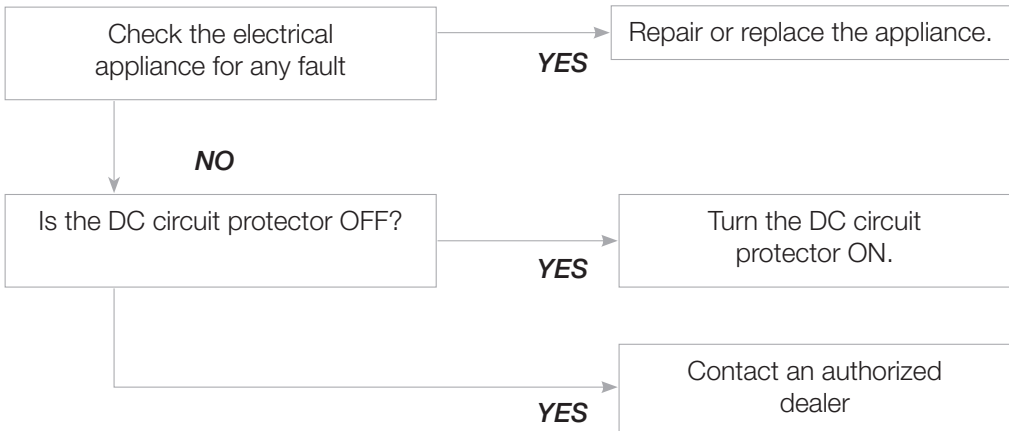 Check the electrical
appliance for any fault
YES
Repair or replace the appliance.
NO
Is the DC circuit protector OFF?
YES
Turn the DC circuit
protector ON.
YES
Contact an authorized
dealer